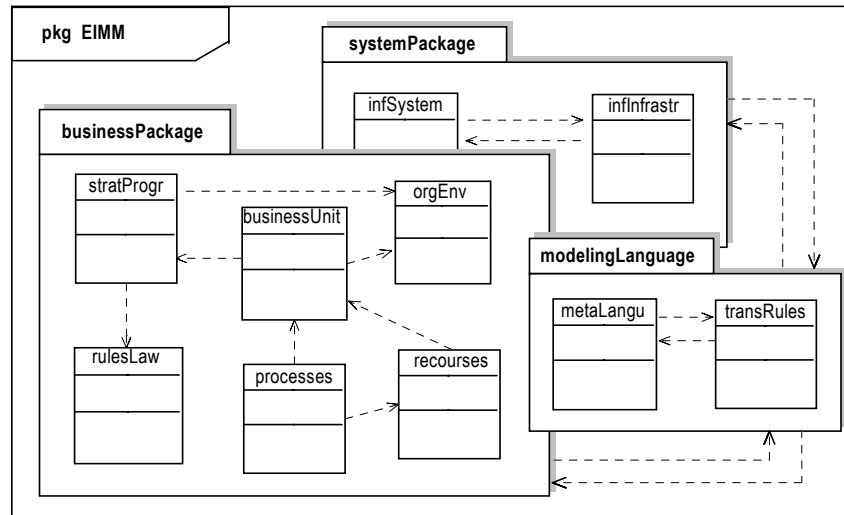 pkg EIMM
systemPackage
infSystem
infInfrastr
businessPackage
stratProgr
orgEnv
businessUnit
rulesLaw
processes
recourses
modelingLanguage
metaLangu
transRules